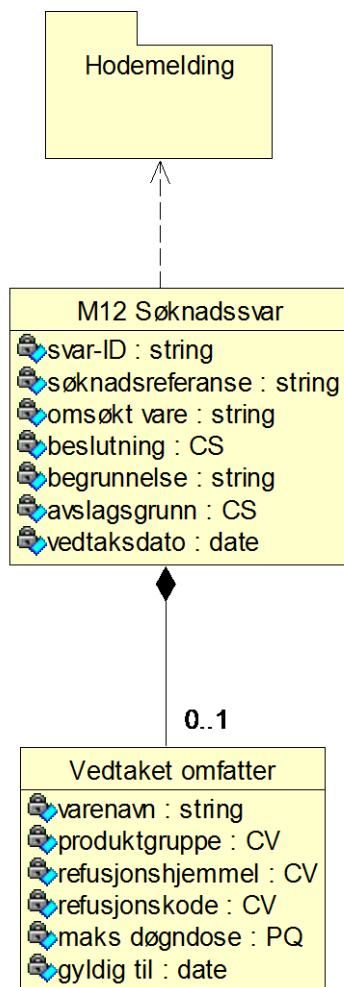 Hodemelding
M12 Søknadssvar
svar-ID : string
søknadsreferanse : string
omsøkt vare : string
beslutning : CS
begrunnelse : string
avslagsgrunn : CS
vedtaksdato : date
0..1
Vedtaket omfatter
varenavn : string
produktgruppe : CV
refusjonshjemmel : CV
refusjonskode : CV
maks døgndose : PQ
gyldig til : date